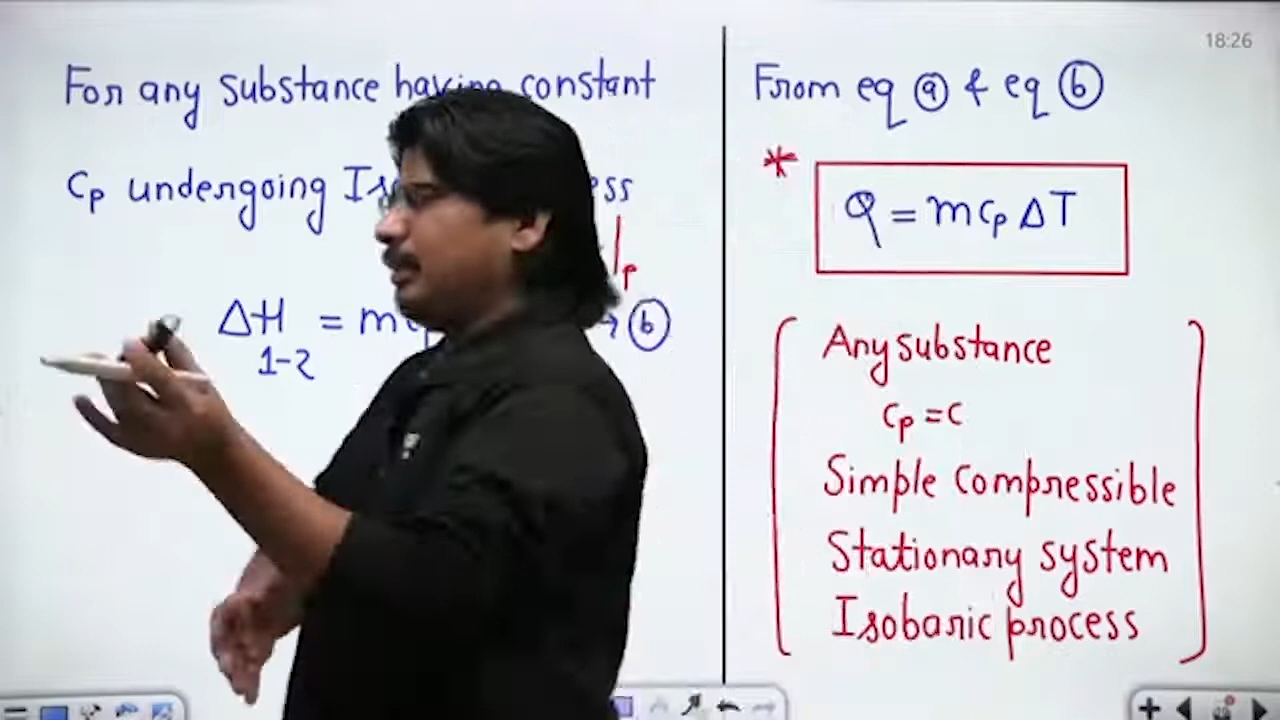 For any substance having constant
Cp undergoing
ΔH = m
1-2
→ (b)
18:26
From eq (a) & eq (b)
*
Q = m Cp ΔT
Any substance
Cp = C
Simple compressible
Stationary system
Isobaric process